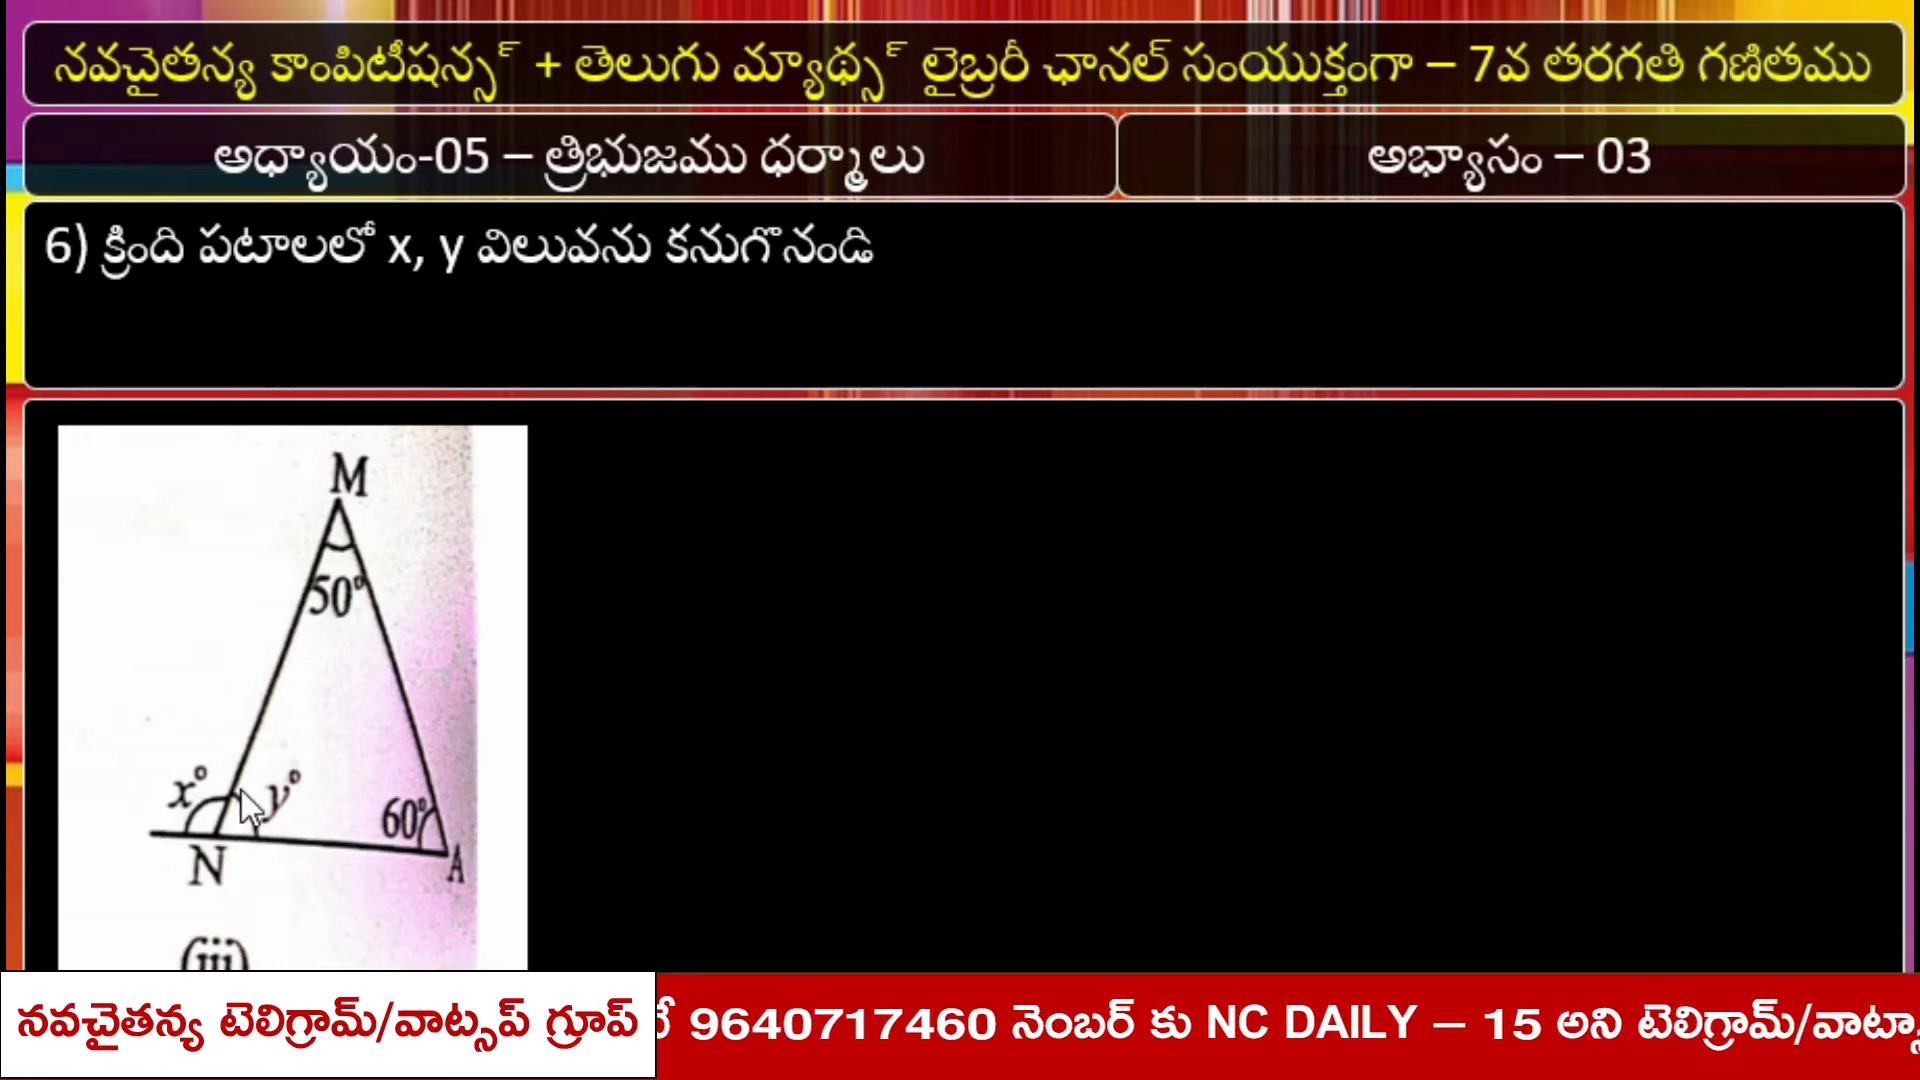 నవచైతన్య కాంపిటీషన్స్ + తెలుగు మ్యాథ్స్ లైబ్రరీ ఛానల్ సంయుక్తంగా – 7వ తరగతి గణితము
అధ్యాయం-05 – త్రిభుజము ధర్మాలు
అభ్యాసం – 03
6) క్రింది పటాలలో x, y విలువను కనుగొనండి
M
50°
x° y° 60°
N A
(iii)
నవచైతన్య టెలిగ్రామ్/వాట్సప్ గ్రూప్
9640717460 నెంబర్ కు NC DAILY – 15 అని టెలిగ్రామ్/